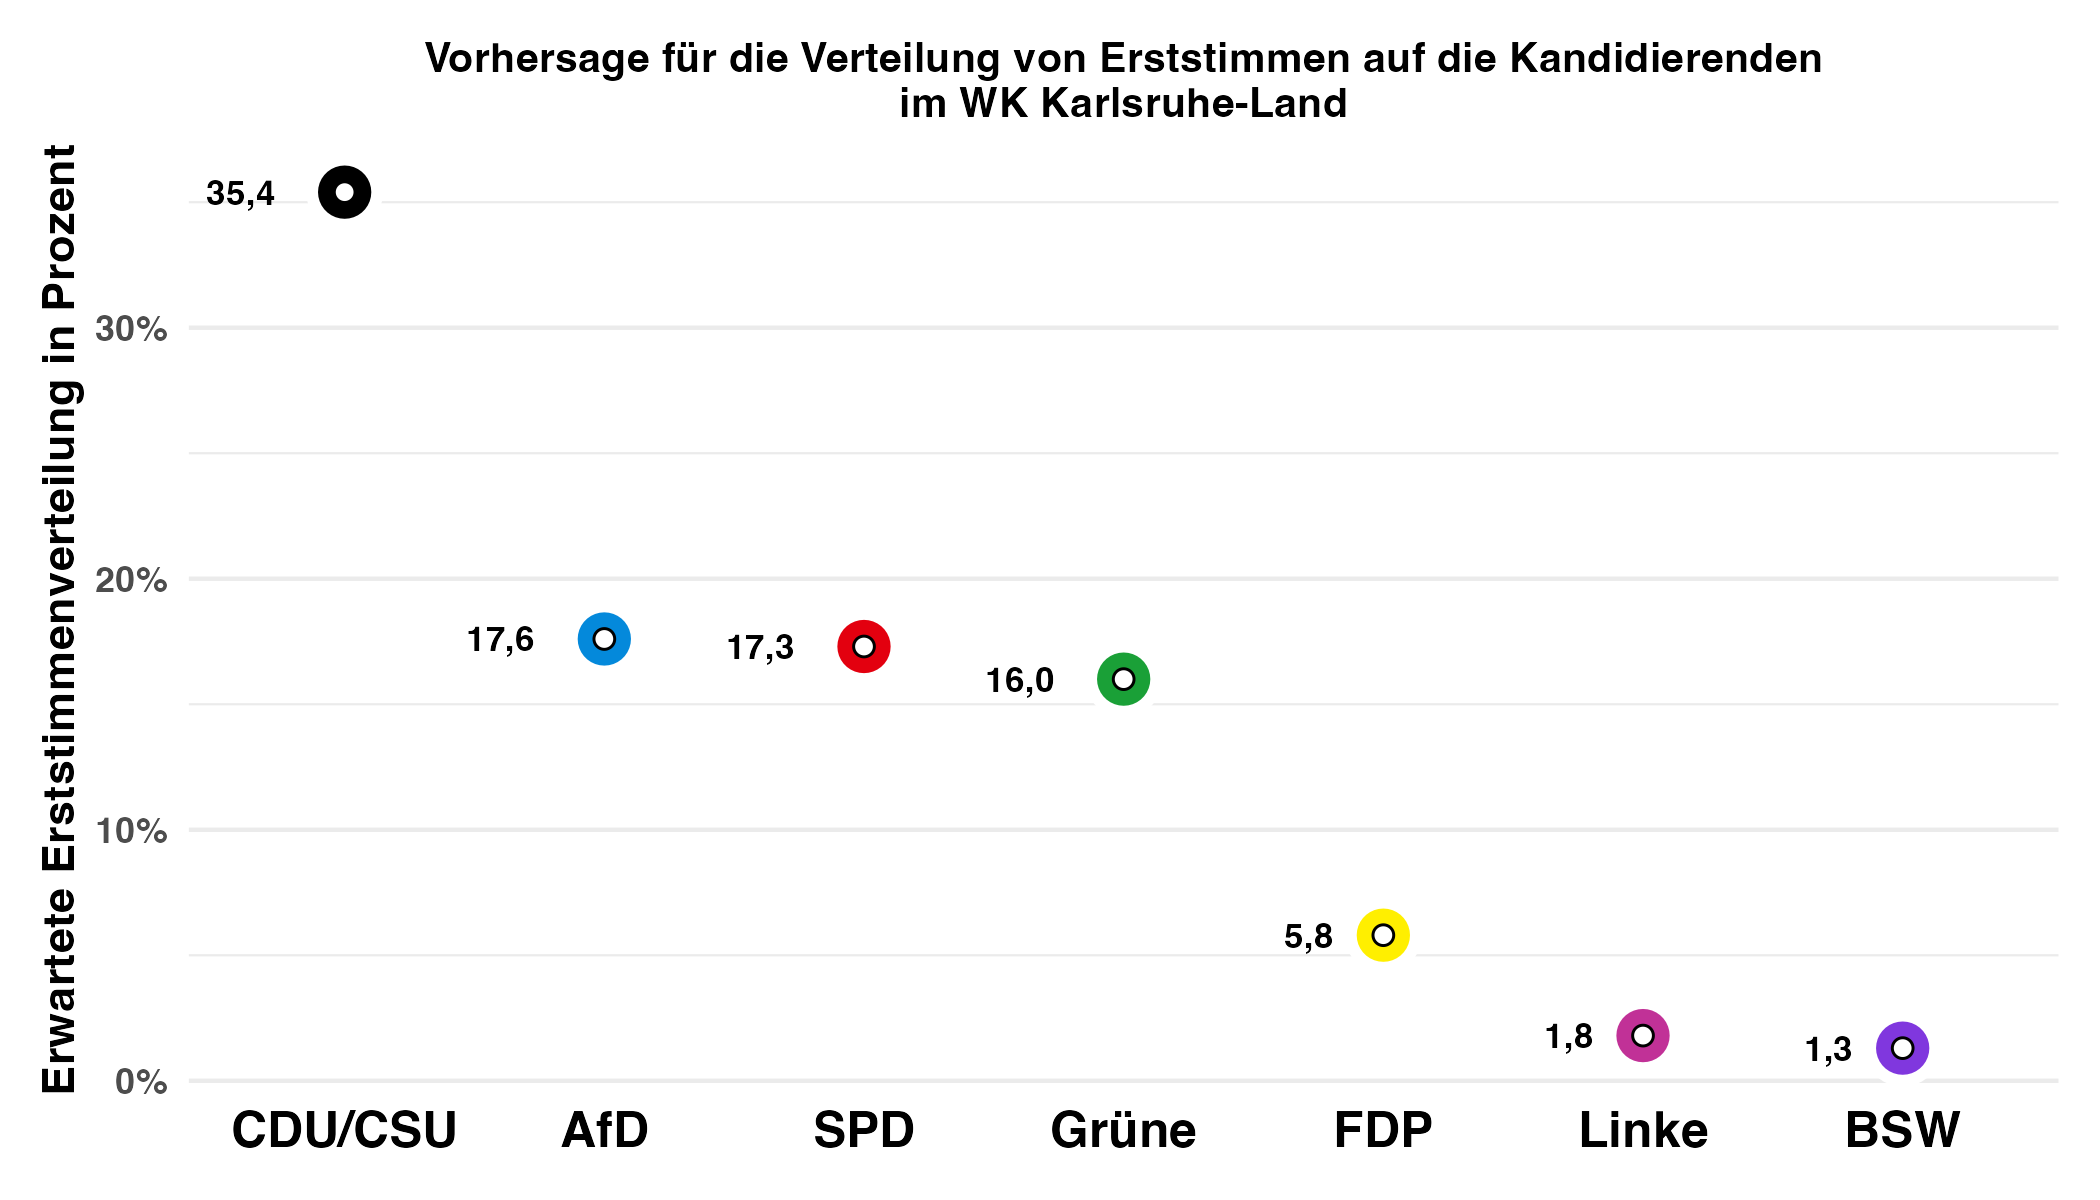 Vorhersage für die Verteilung von Erststimmen auf die Kandidierenden
im WK Karlsruhe-Land
Erwartete Erststimmenverteilung in Prozent
35,4
30%
20%
17,6
17,3
16,0
10%
5,8
1,8
1,3
0%
CDU/CSU AfD SPD Grüne FDP Linke BSW